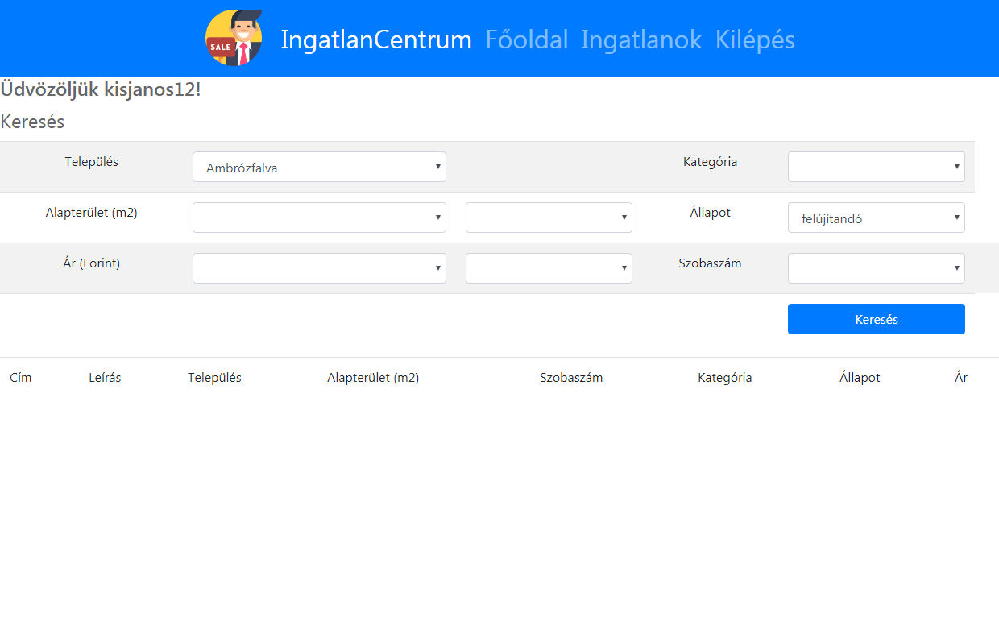 SALE
IngatlanCentrum Főoldal Ingatlanok Kilépés
Üdvözöljük kisjanos12!
Keresés
Település Ambrózfalva Kategória
Alapterület (m2) Állapot felújítandó
Ár (Forint) Szobaszám
Keresés
Cím Leírás Település Alapterület (m2) Szobaszám Kategória Állapot Ár